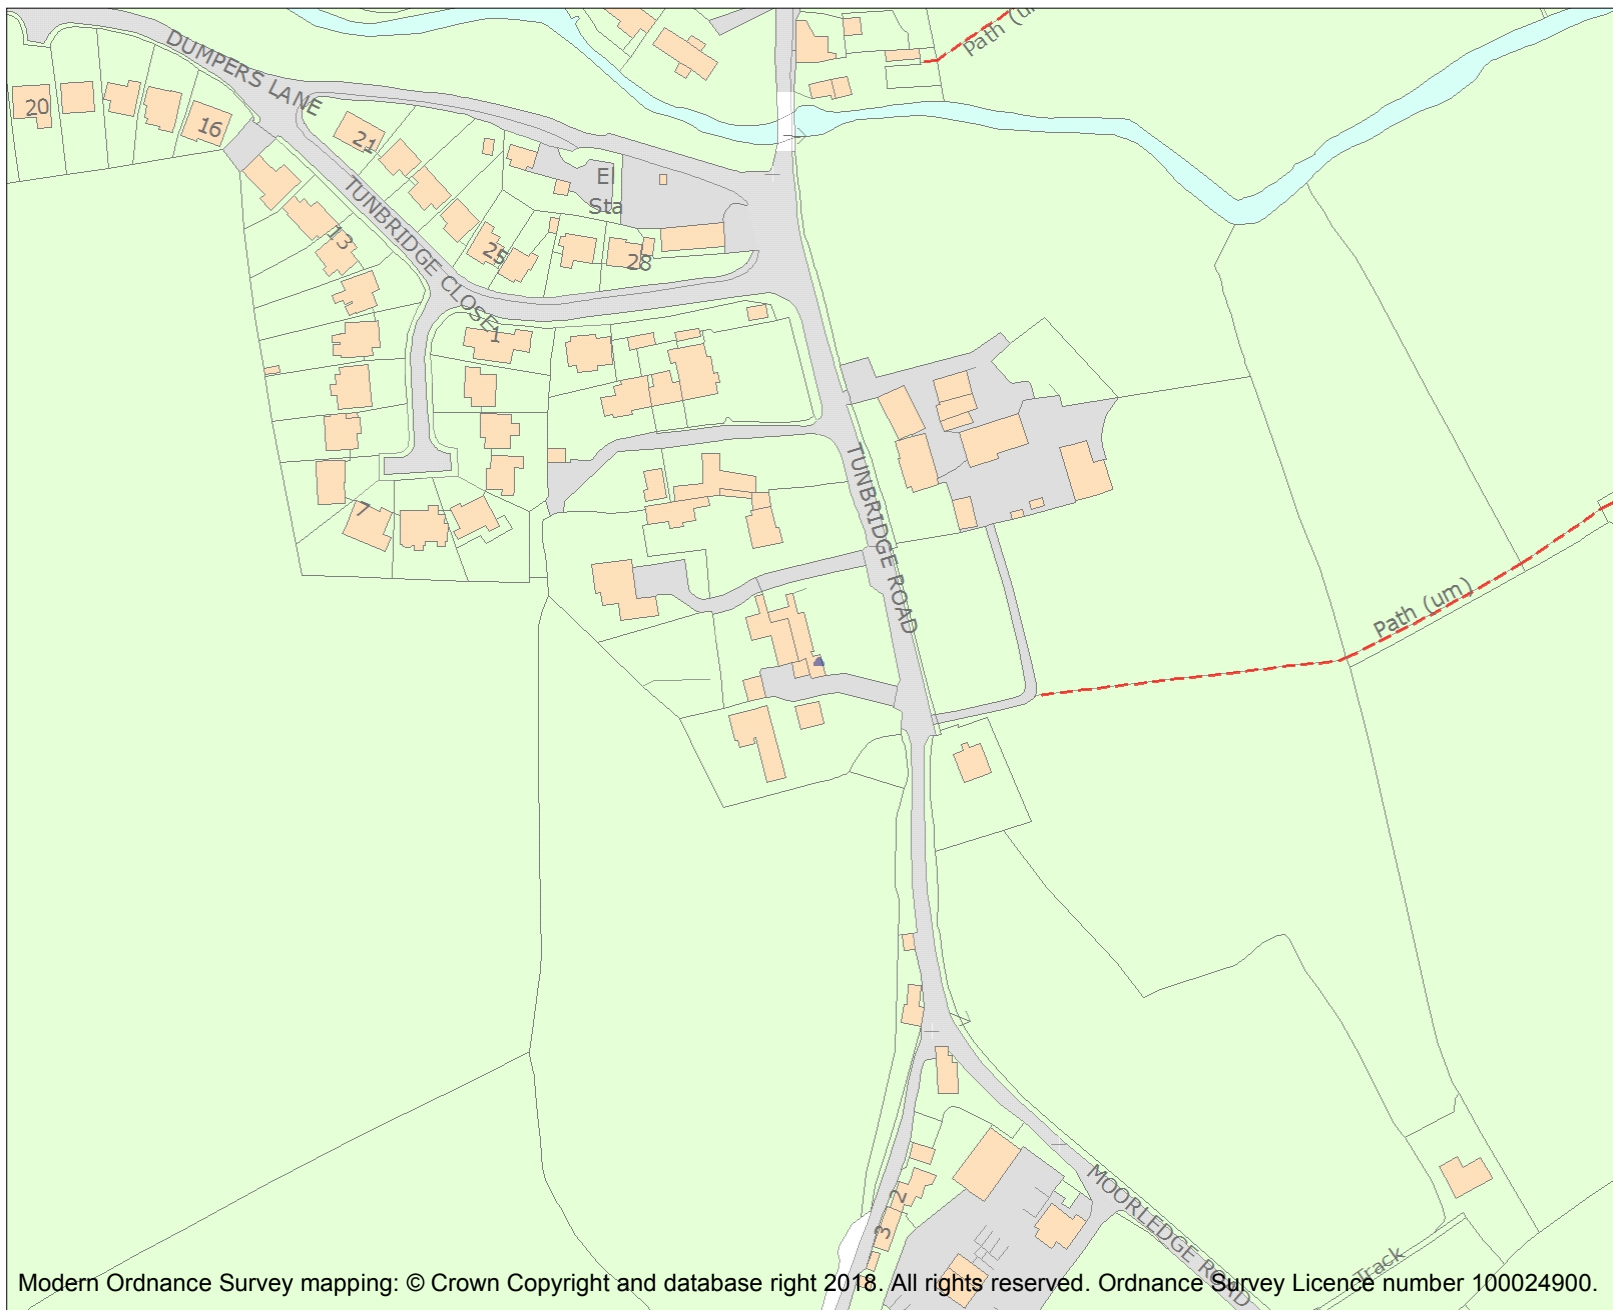 Path (u
DUMPERS LANE
20
16
21
El
Sta
TUNBRIDGE CLOSE
13
25
28
1
TUNBRIDGE ROAD
7
Path (um)
2
3
MOORLEDGE ROAD
Track
Modern Ordnance Survey mapping: © Crown Copyright and database right 2018. All rights reserved. Ordnance Survey Licence number 100024900.